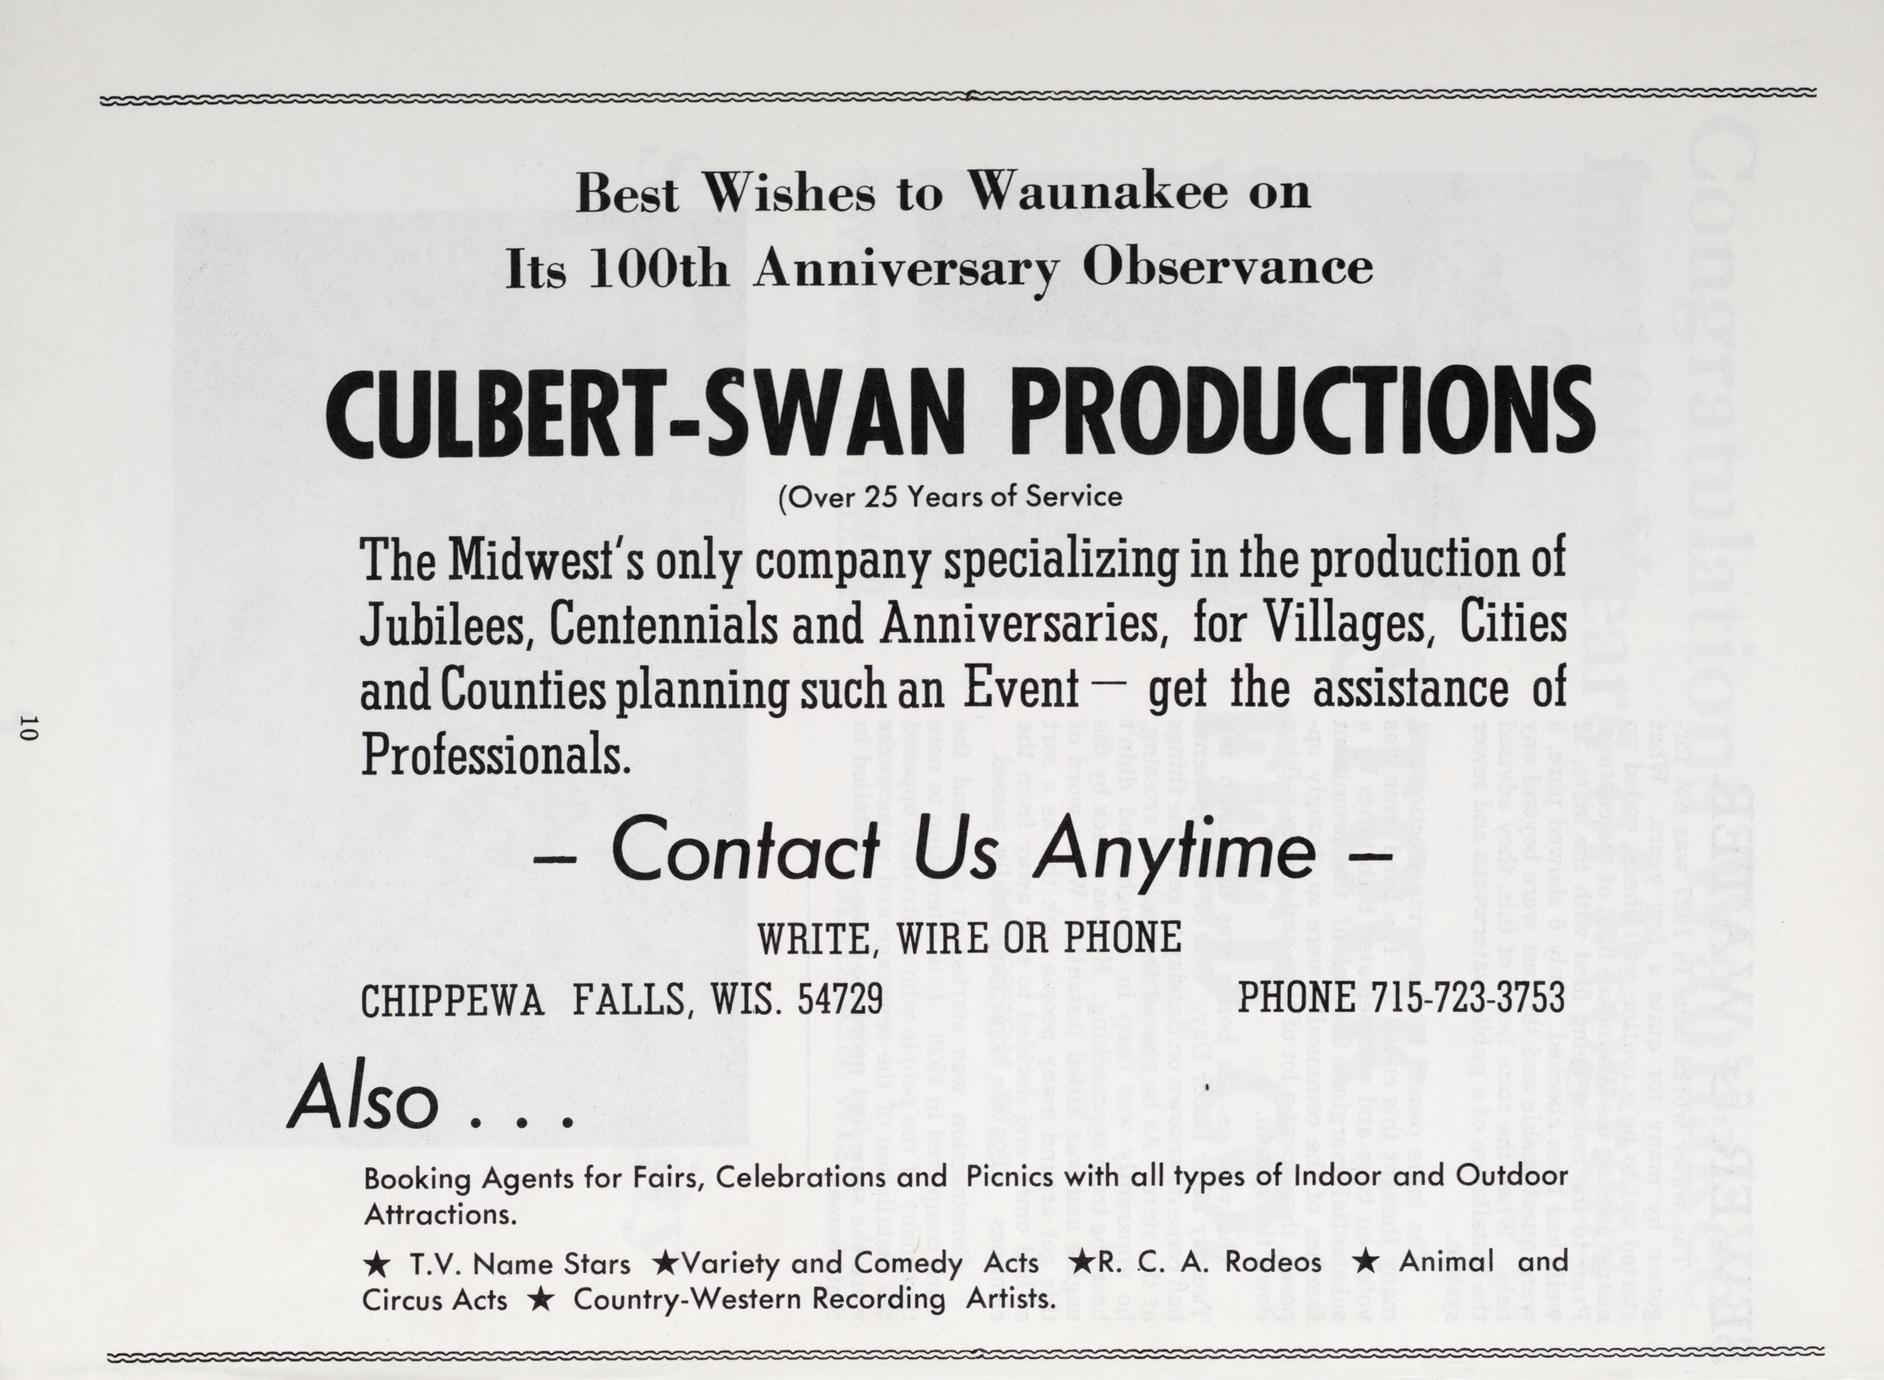 Best Wishes to Waunakee on
Its 100th Anniversary Observance
CULBERT-SWAN PRODUCTIONS
(Over 25 Years of Service
The Midwest's only company specializing in the production of
Jubilees, Centennials and Anniversaries, for Villages, Cities
and Counties planning such an Event — get the assistance of
Professionals.
— Contact Us Anytime —
WRITE, WIRE OR PHONE
CHIPPEWA FALLS, WIS. 54729 PHONE 715-723-3753
Also . . .
Booking Agents for Fairs, Celebrations and Picnics with all types of Indoor and Outdoor
Attractions.
★ T.V. Name Stars ★Variety and Comedy Acts ★R. C. A. Rodeos ★ Animal and
Circus Acts ★ Country-Western Recording Artists.
10